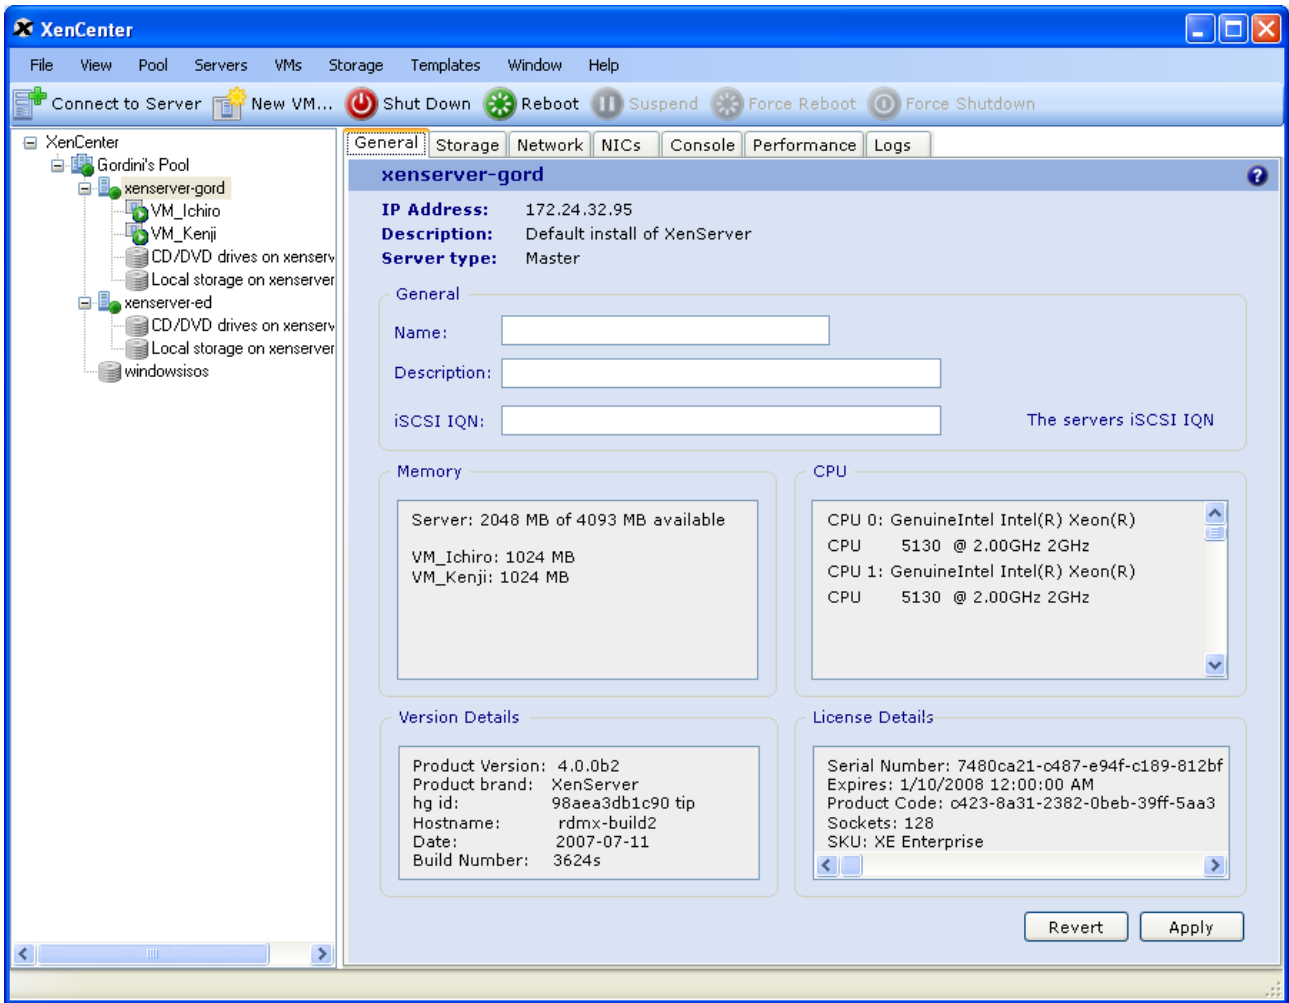 XenCenter
File View Pool Servers VMs Storage Templates Window Help
Connect to Server New VM... Shut Down Reboot Suspend Force Reboot Force Shutdown
XenCenter
Gordini's Pool
xenserver-gord
VM_Ichiro
VM_Kenji
CD/DVD drives on xenserv
Local storage on xenserver
xenserver-ed
CD/DVD drives on xenserv
Local storage on xenserver
windowsisos
General Storage Network NICs Console Performance Logs
xenserver-gord
IP Address: 172.24.32.95
Description: Default install of XenServer
Server type: Master
General
Name:
Description:
iSCSI IQN: The servers iSCSI IQN
Memory
Server: 2048 MB of 4093 MB available
VM_Ichiro: 1024 MB
VM_Kenji: 1024 MB
CPU
CPU 0: GenuineIntel Intel(R) Xeon(R)
CPU 5130 @ 2.00GHz 2GHz
CPU 1: GenuineIntel Intel(R) Xeon(R)
CPU 5130 @ 2.00GHz 2GHz
Version Details
Product Version: 4.0.0b2
Product brand: XenServer
hg id: 98aea3db1c90 tip
Hostname: rdmx-build2
Date: 2007-07-11
Build Number: 3624s
License Details
Serial Number: 7480ca21-c487-e94f-c189-812bf
Expires: 1/10/2008 12:00:00 AM
Product Code: c423-8a31-2382-0beb-39ff-5aa3
Sockets: 128
SKU: XE Enterprise
Revert Apply